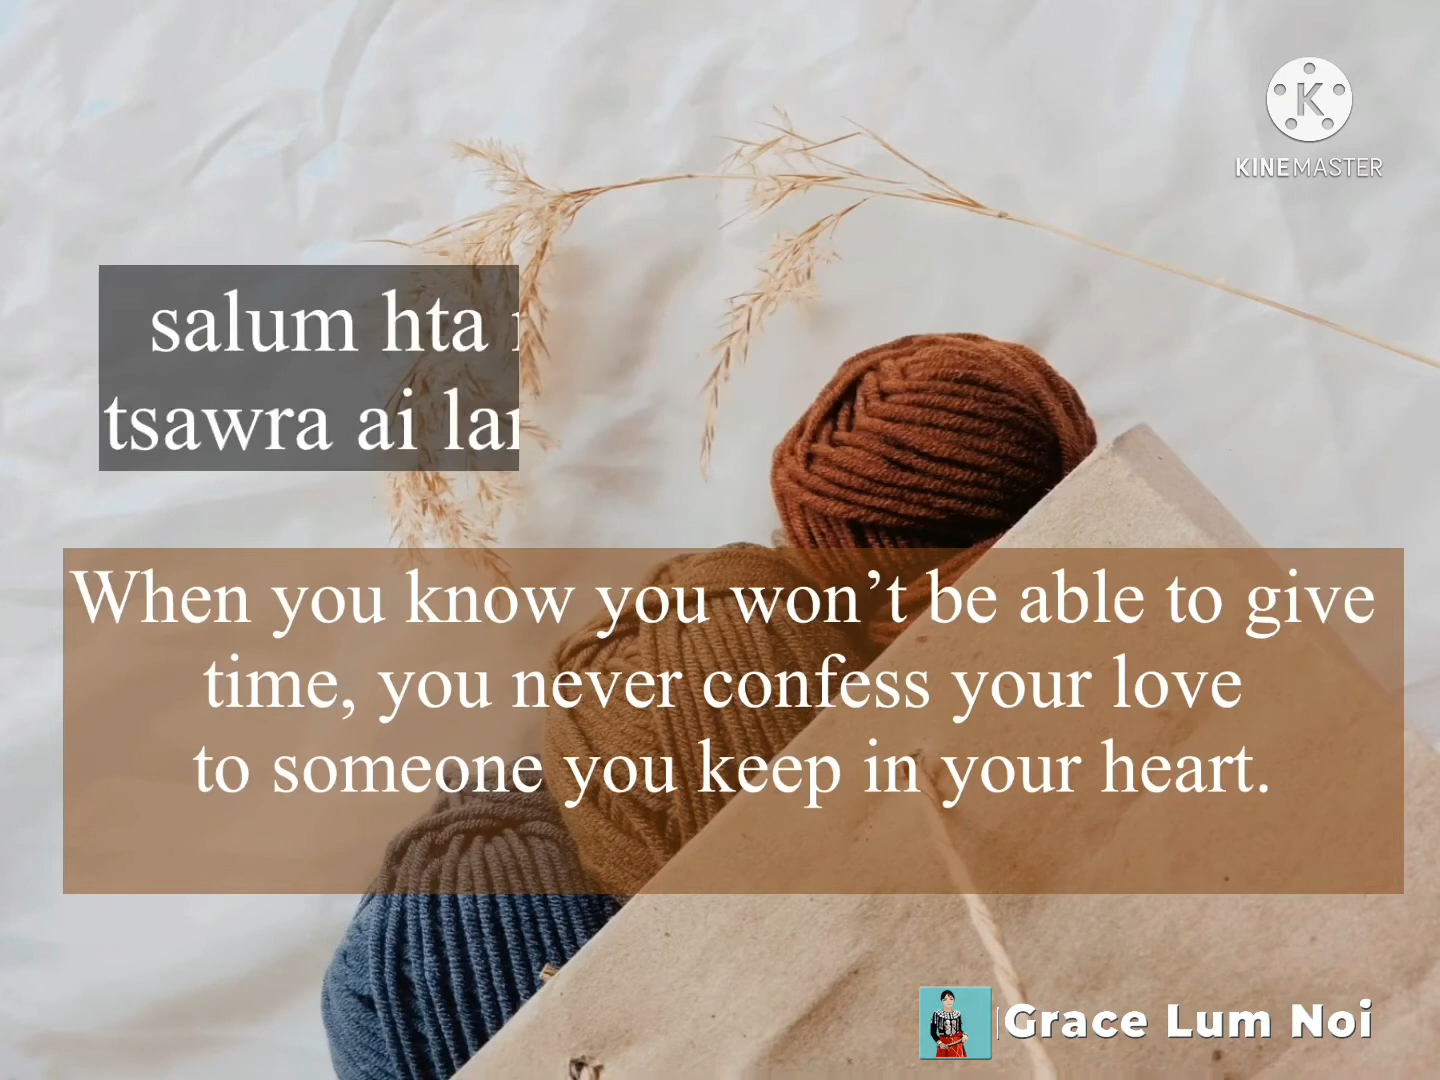 KINEMASTER
salum hta
tsawra ai
When you know you won’t be able to give
time, you never confess your love
to someone you keep in your heart.
Grace Lum Noi